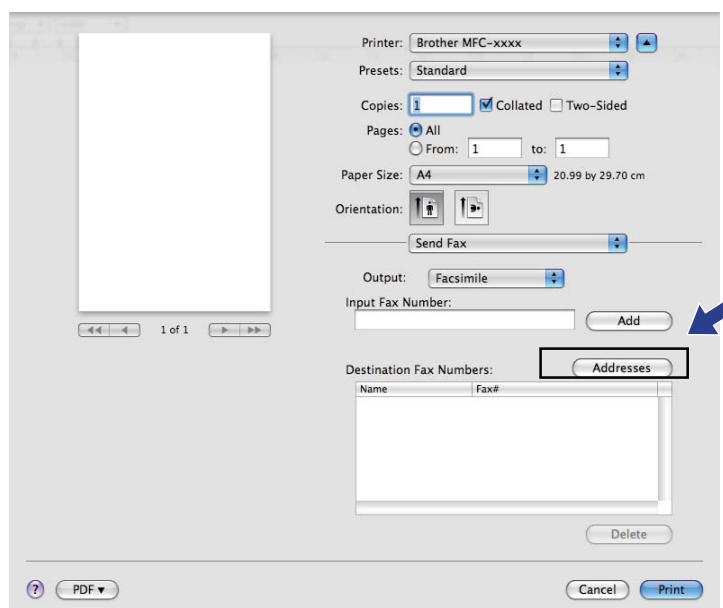 Printer: Brother MFC-xxxx
Presets: Standard
Copies: 1 Collated Two-Sided
Pages: All
From: 1 to: 1
Paper Size: A4 20.99 by 29.70 cm
Orientation:
Send Fax
Output: Facsimile
Input Fax Number:
Add
1 of 1
Destination Fax Numbers: Addresses
Name Fax#
Delete
? PDF▼ Cancel Print